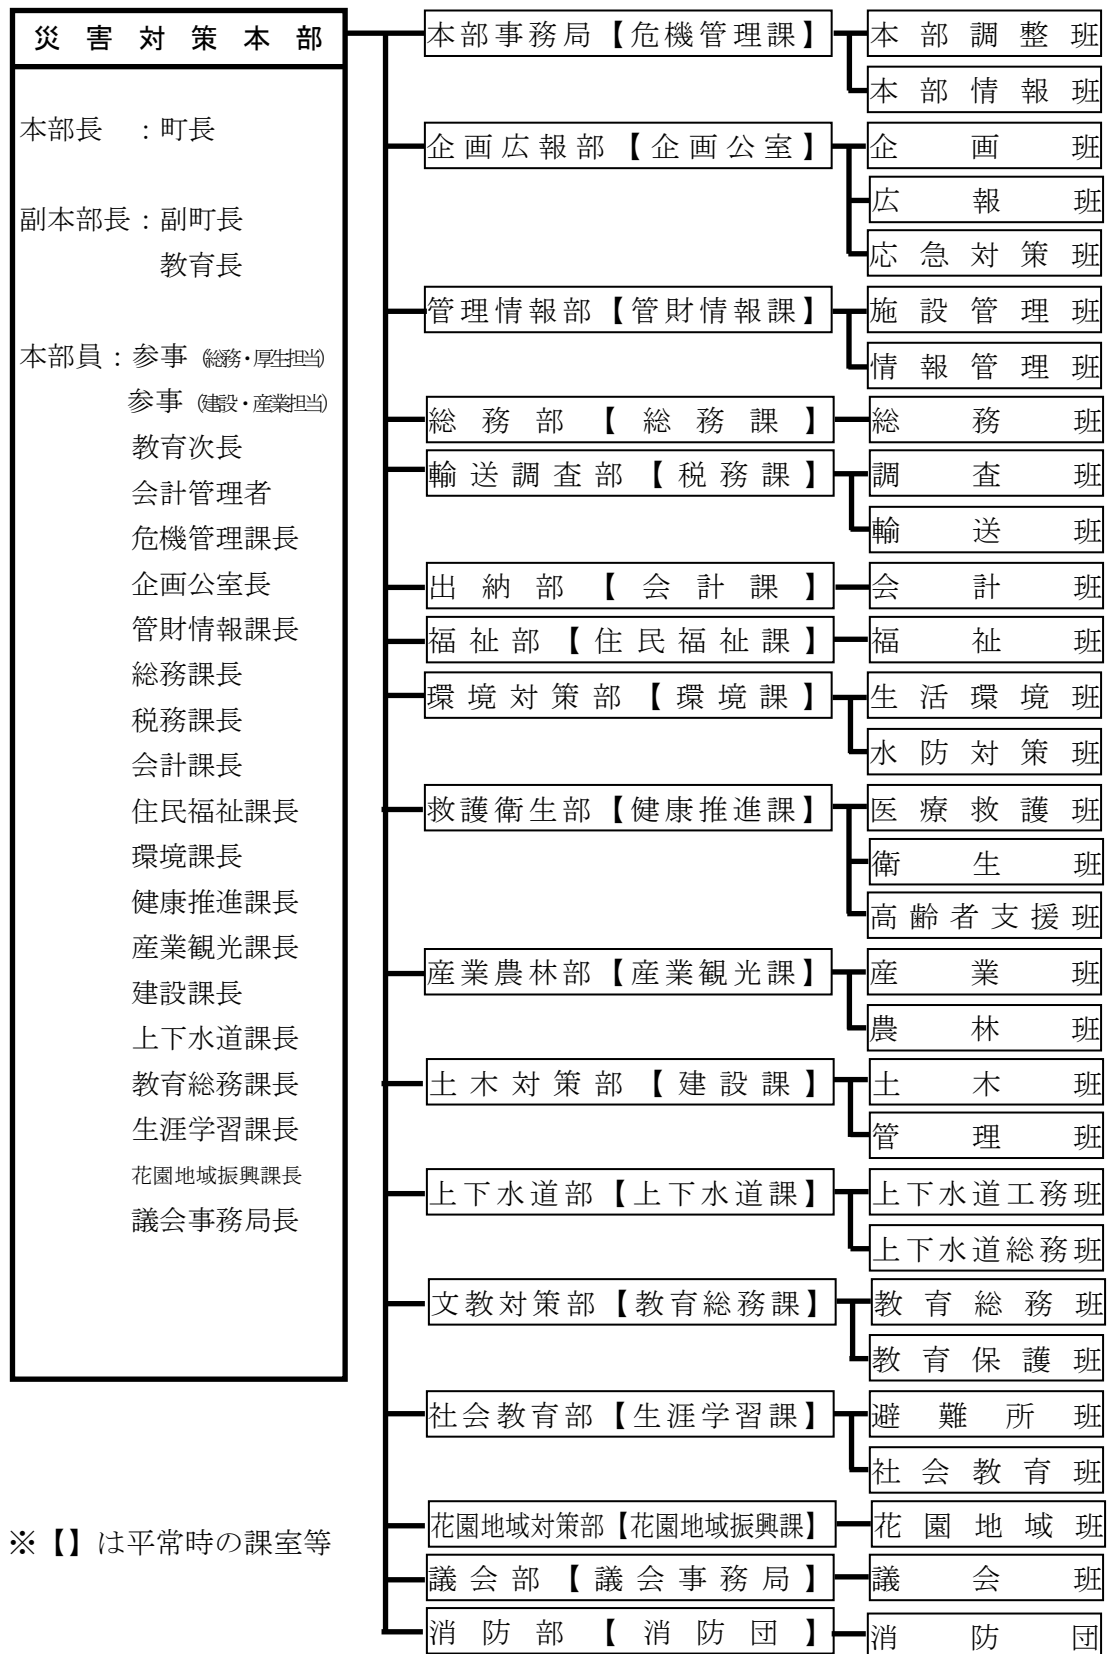 災害対策本部
本部長　：町長
副本部長：副町長
教育長
本部員：参事（総務・厚生担当）
参事（建設・産業担当）
教育次長
会計管理者
危機管理課長
企画公室長
管財情報課長
総務課長
税務課長
会計課長
住民福祉課長
環境課長
健康推進課長
産業観光課長
建設課長
上下水道課長
教育総務課長
生涯学習課長
花園地域振興課長
議会事務局長
※【】は平常時の課室等
本部事務局【危機管理課】
本部調整班
本部情報班
企画広報部【企画公室】
企画班
広報班
応急対策班
管理情報部【管財情報課】
施設管理班
情報管理班
総務部【総務課】
総務班
輸送調査部【税務課】
調査班
輸送班
出納部【会計課】
会計班
福祉部【住民福祉課】
福祉班
環境対策部【環境課】
生活環境班
水防対策班
救護衛生部【健康推進課】
医療救護班
衛生班
高齢者支援班
産業農林部【産業観光課】
産業班
農林班
土木対策部【建設課】
土木班
管理班
上下水道部【上下水道課】
上下水道工務班
上下水道総務班
文教対策部【教育総務課】
教育総務班
教育保護班
社会教育部【生涯学習課】
避難所班
社会教育班
花園地域対策部【花園地域振興課】
花園地域班
議会部【議会事務局】
議会班
消防部【消防団】
消防団